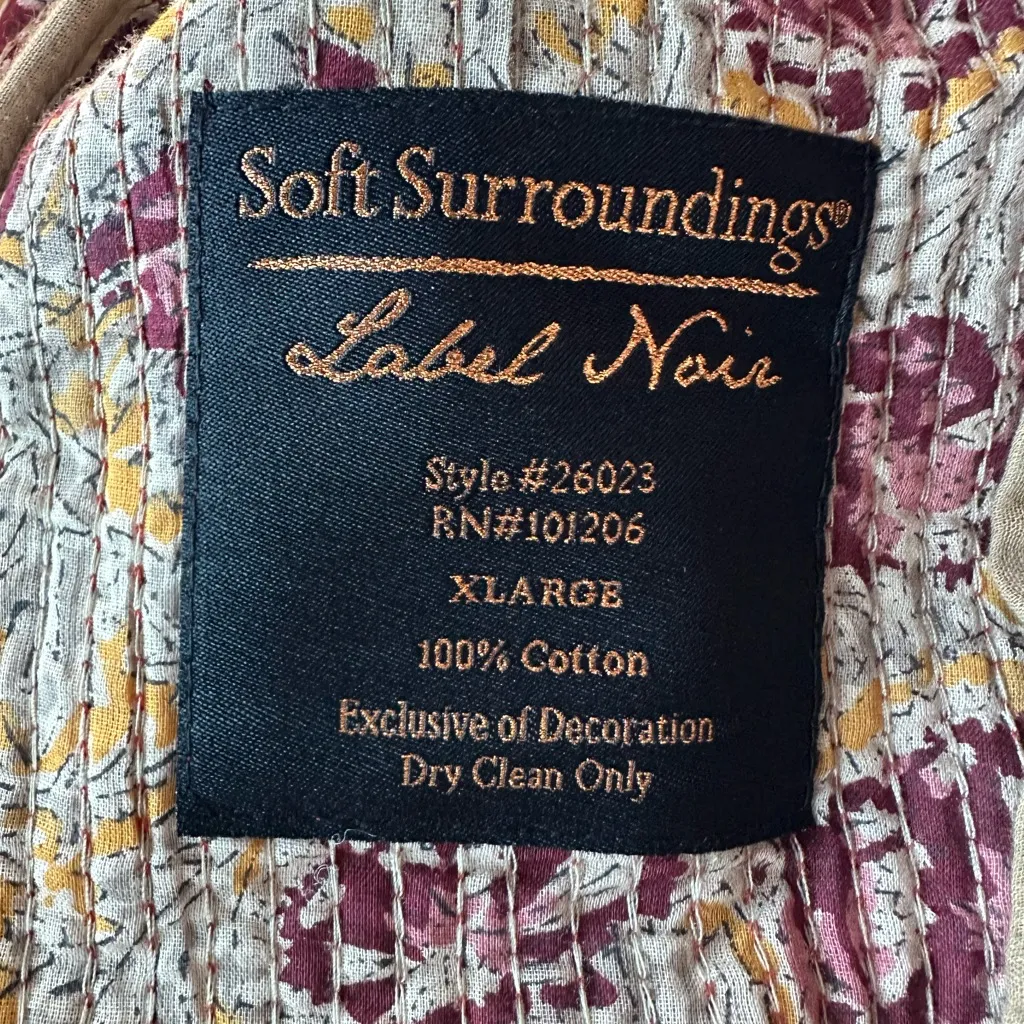 Soft Surroundings®
Label Noir
Style #26023
RN#101206
XLARGE
100% Cotton
Exclusive of Decoration
Dry Clean Only